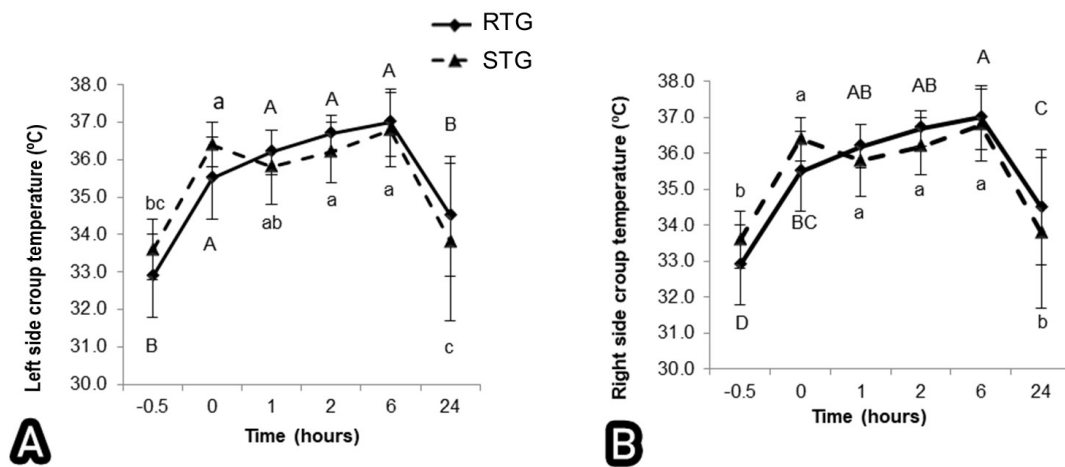 RTG
STG
Left side croup temperature (ºC)
38.0
37.0
36.0
35.0
34.0
33.0
32.0
31.0
30.0
bc
B
a
A
A
ab
A
a
A
a
B
c
-0.5 0 1 2 6 24
Time (hours)
A
Right side croup temperature (ºC)
38.0
37.0
36.0
35.0
34.0
33.0
32.0
31.0
30.0
b
D
a
BC
AB
a
AB
a
A
a
C
b
-0.5 0 1 2 6 24
Time (hours)
B